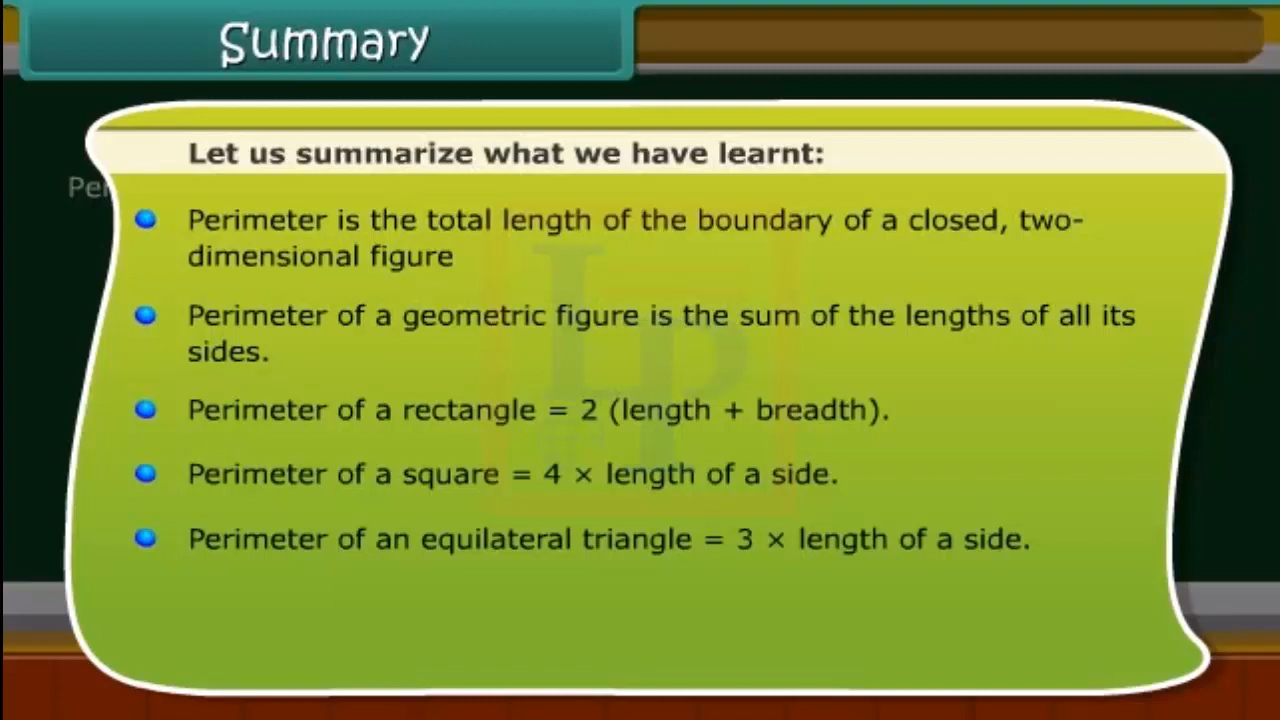 Summary
Let us summarize what we have learnt:
Per
Perimeter is the total length of the boundary of a closed, two-
dimensional figure
Perimeter of a geometric figure is the sum of the lengths of all its
sides.
Perimeter of a rectangle = 2 (length + breadth).
Perimeter of a square = 4 × length of a side.
Perimeter of an equilateral triangle = 3 × length of a side.